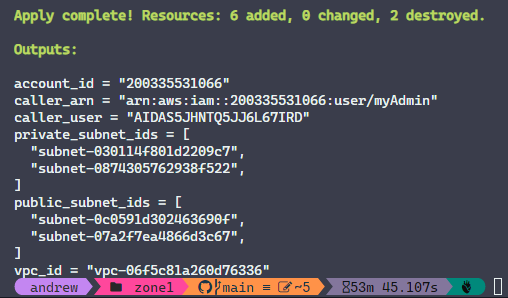 Apply complete! Resources: 6 added, 0 changed, 2 destroyed.
Outputs:
account_id = "200335531066"
caller_arn = "arn:aws:iam::200335531066:user/myAdmin"
caller_user = "AIDAS5JHNTQ5JJ6L67IRD"
private_subnet_ids = [
  "subnet-030114f801d2209c7",
  "subnet-0874305762938f522",
]
public_subnet_ids = [
  "subnet-0c0591d302463690f",
  "subnet-07a2f7ea4866d3c67",
]
vpc_id = "vpc-06f5c81a260d76336"
andrew zone1 main ≡ ~5 53m 45.107s